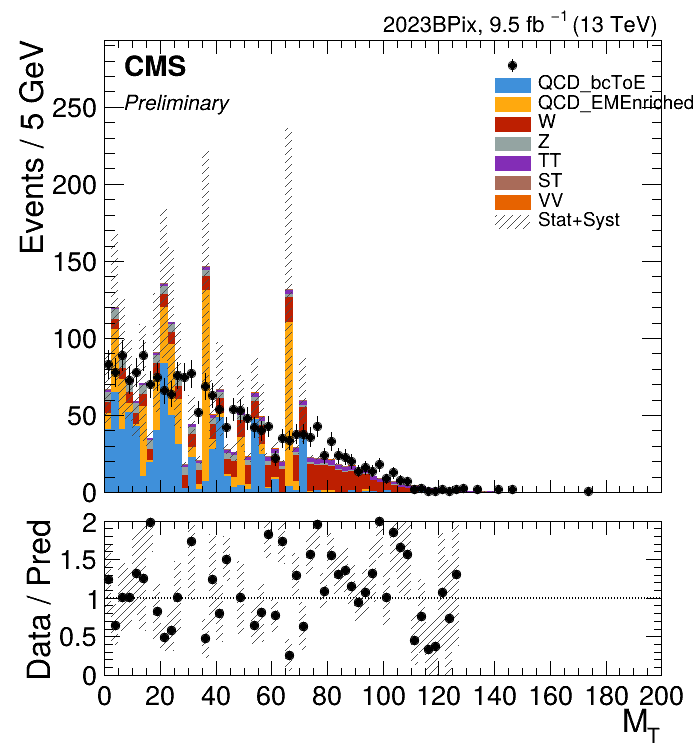 2023BPix, 9.5 fb⁻¹ (13 TeV)
CMS
Preliminary
QCD_bcToE
QCD_EMEnriched
W
Z
TT
ST
VV
Stat+Syst
Events / 5 GeV
250
200
150
100
50
0
Data / Pred
2
1.5
1
0.5
0
0 20 40 60 80 100 120 140 160 180 200
M_T